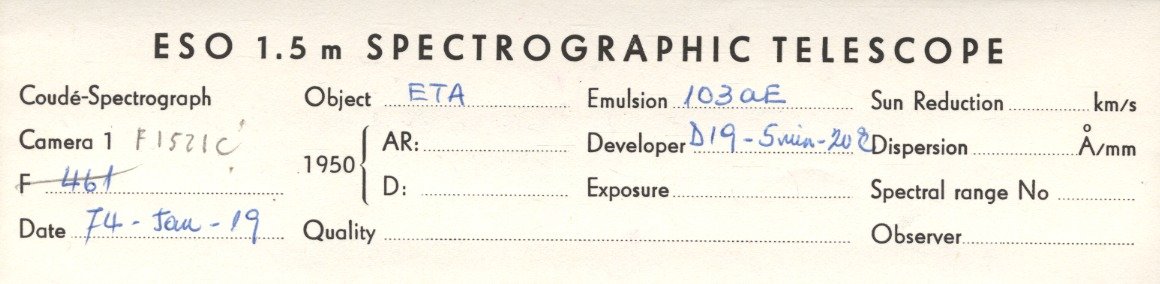 ESO 1.5 m SPECTROGRAPHIC TELESCOPE
Coudé-Spectrograph Object ETA Emulsion 103aE Sun Reduction km/s
Camera 1 F1521C AR: Developer D19-5min-20° Dispersion Å/mm
1950
F 461 D: Exposure Spectral range No
Date 74-Jan-19 Quality Observer